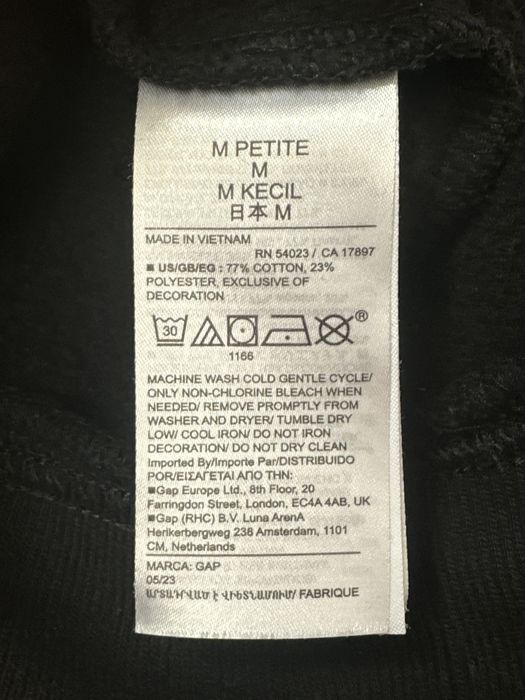 M PETITE
M
M KECIL
日本 M
MADE IN VIETNAM
RN 54023 / CA 17897
■ US/GB/EG : 77% COTTON, 23%
POLYESTER, EXCLUSIVE OF
DECORATION
30
®
1166
MACHINE WASH COLD GENTLE CYCLE/
ONLY NON-CHLORINE BLEACH WHEN
NEEDED/ REMOVE PROMPTLY FROM
WASHER AND DRYER/ TUMBLE DRY
LOW/ COOL IRON/ DO NOT IRON
DECORATION/ DO NOT DRY CLEAN
Imported By/Importe Par/DISTRIBUIDO
POR/ΕΙΣΑΓΕΤΑΙ ΑΠΟ ΤΗΝ:
■Gap Europe Ltd., 8th Floor, 20
Farringdon Street, London, EC4A 4AB, UK
■Gap (RHC) B.V. Luna ArenA
Herikerbergweg 238 Amsterdam, 1101
CM, Netherlands
MARCA: GAP
05/23
ԱՐՏԱԴՐՎԱԾ Է ՎԻԵՏՆԱՄՈՒՄ/ FABRIQUE